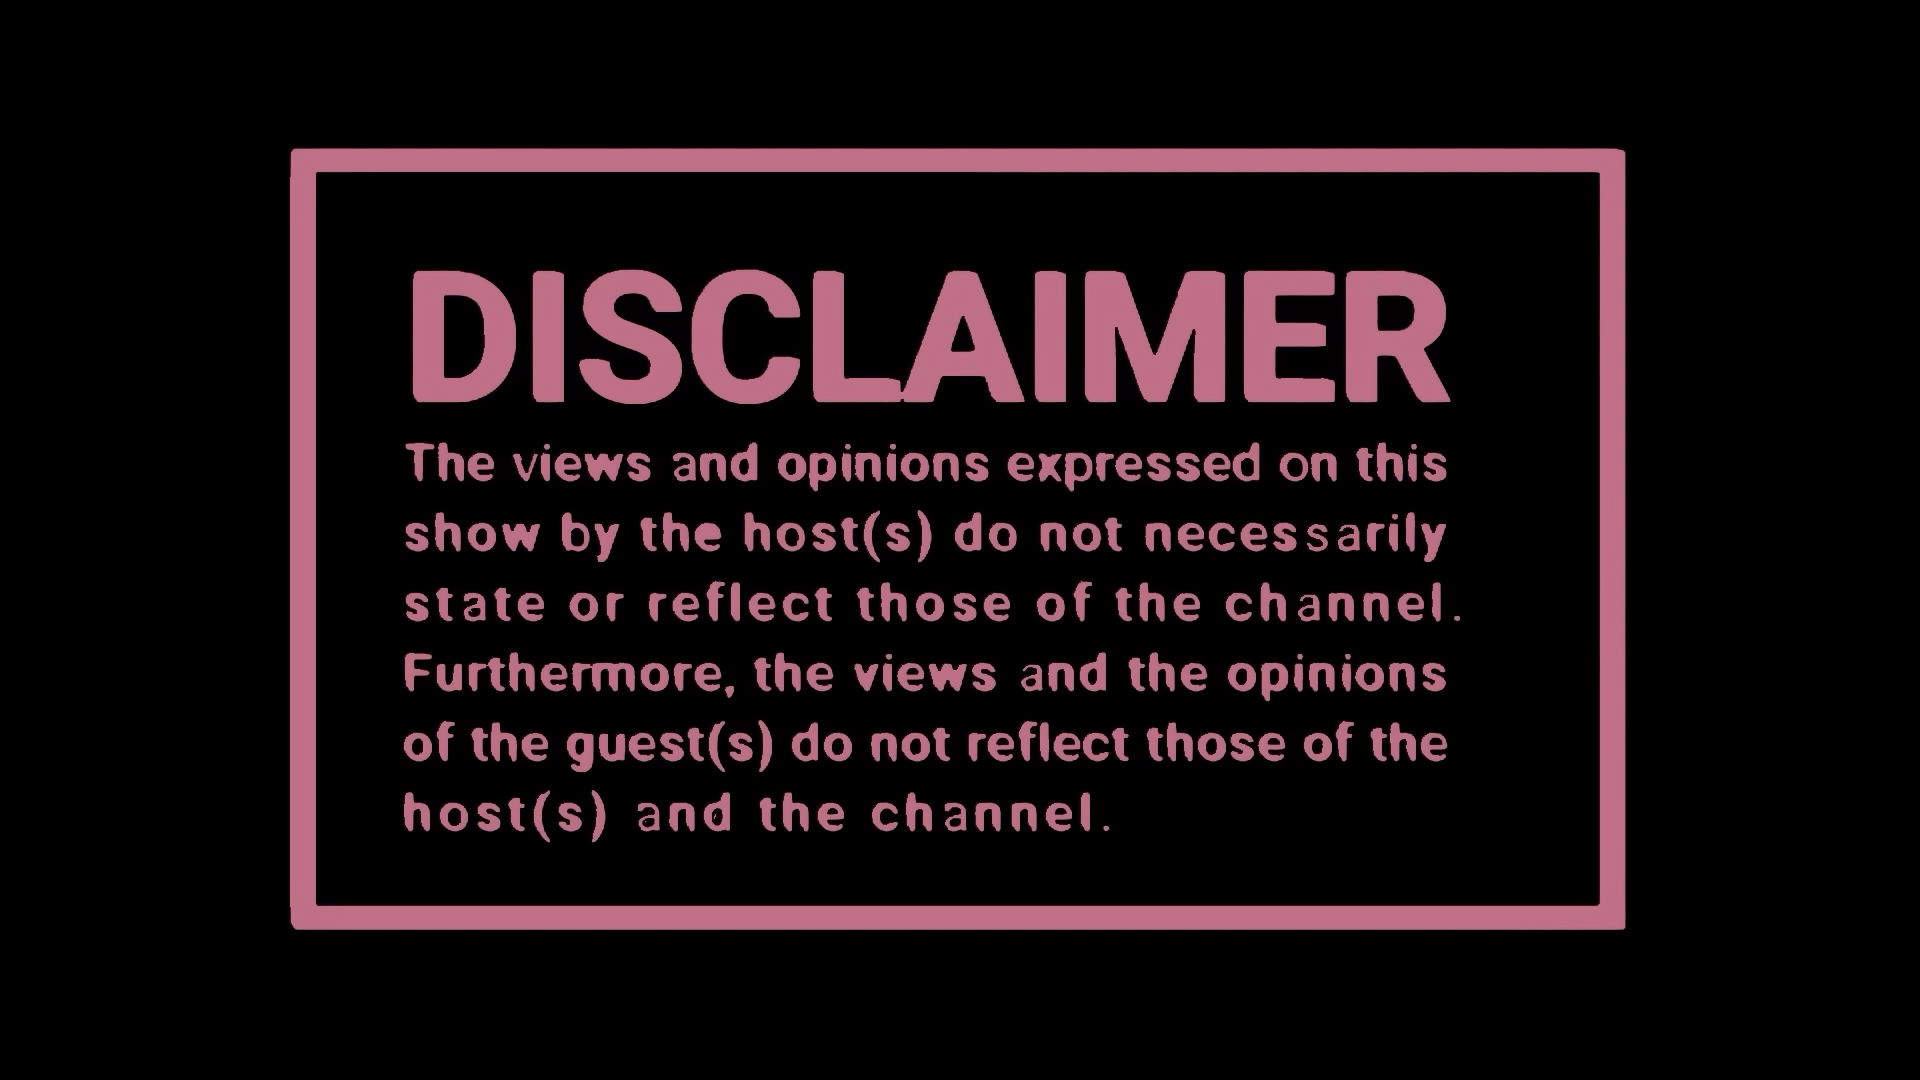 DISCLAIMER
The views and opinions expressed on this
show by the host(s) do not necessarily
state or reflect those of the channel.
Furthermore, the views and the opinions
of the guest(s) do not reflect those of the
host(s) and the channel.